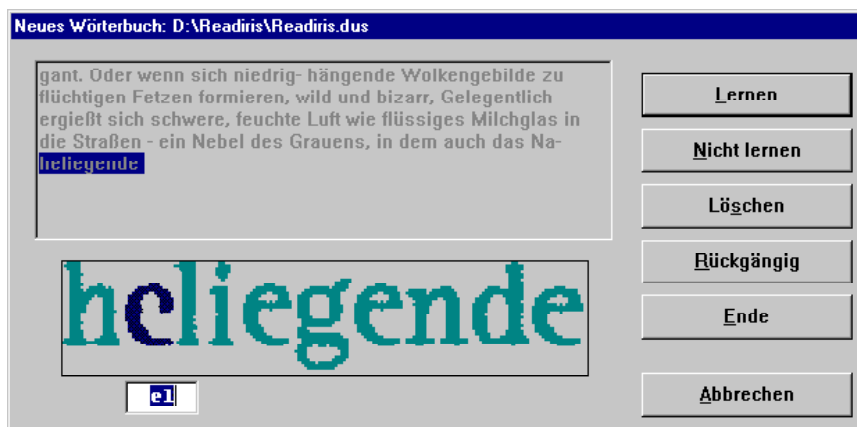 Neues Wörterbuch: D:\Readiris\Readiris.dus
gant. Oder wenn sich niedrig- hängende Wolkengebilde zu
flüchtigen Fetzen formieren, wild und bizarr, Gelegentlich
ergießt sich schwere, feuchte Luft wie flüssiges Milchglas in
die Straßen - ein Nebel des Grauens, in dem auch das Na-
heliegende
heliegende
el
Lernen
Nicht lernen
Löschen
Rückgängig
Ende
Abbrechen